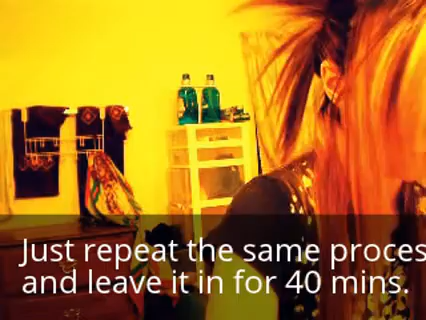 Just repeat the same proces
and leave it in for 40 mins.